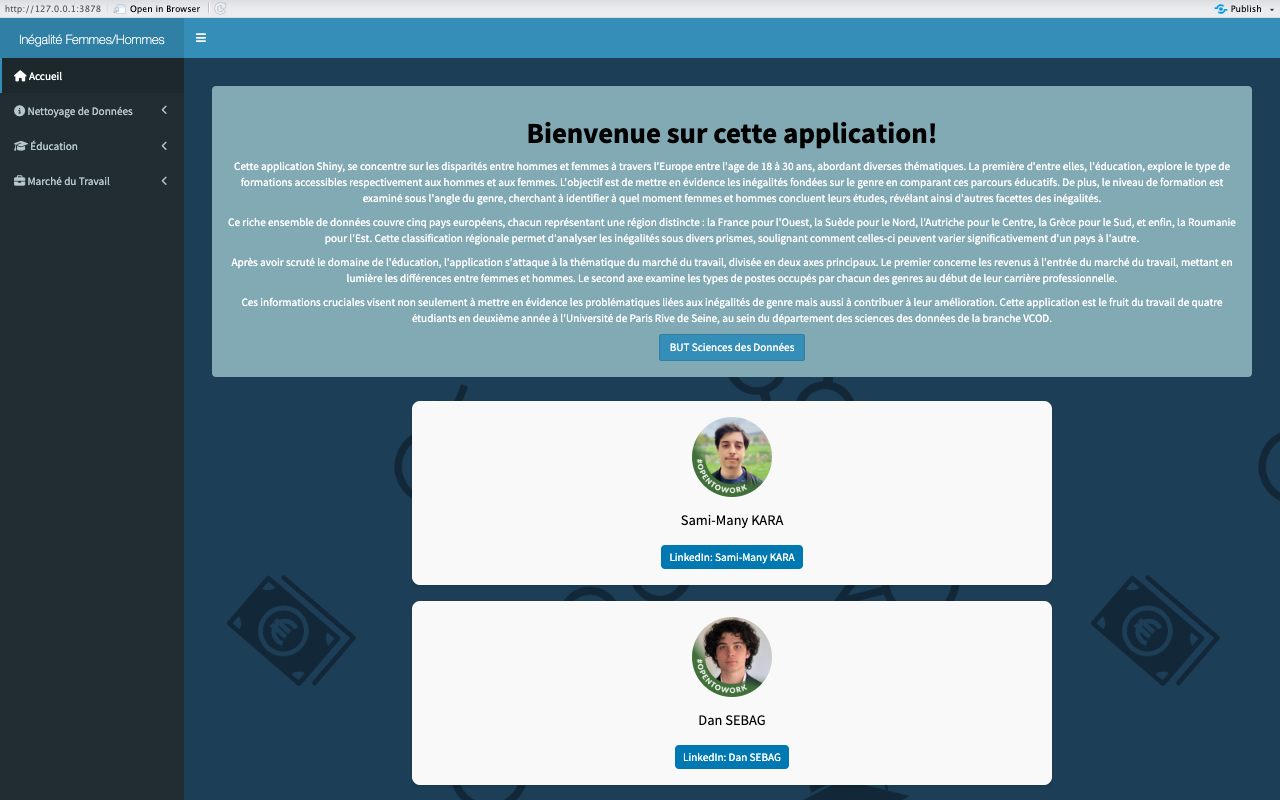 http://127.0.0.1:3878 Open in Browser Publish
Inégalité Femmes/Hommes
Accueil
Nettoyage de Données
Éducation
Marché du Travail
Bienvenue sur cette application!
Cette application Shiny, se concentre sur les disparités entre hommes et femmes à travers l'Europe entre l'age de 18 à 30 ans, abordant diverses thématiques. La première d'entre elles, l'éducation, explore le type de
formations accessibles respectivement aux hommes et aux femmes. L'objectif est de mettre en évidence les inégalités fondées sur le genre en comparant ces parcours éducatifs. De plus, le niveau de formation est
examiné sous l'angle du genre, cherchant à identifier à quel moment femmes et hommes concluent leurs études, révélant ainsi d'autres facettes des inégalités.
Ce riche ensemble de données couvre cinq pays européens, chacun représentant une région distincte : la France pour l'Ouest, la Suède pour le Nord, l'Autriche pour le Centre, la Grèce pour le Sud, et enfin, la Roumanie
pour l'Est. Cette classification régionale permet d'analyser les inégalités sous divers prismes, soulignant comment celles-ci peuvent varier significativement d'un pays à l'autre.
Après avoir scruté le domaine de l'éducation, l'application s'attaque à la thématique du marché du travail, divisée en deux axes principaux. Le premier concerne les revenus à l'entrée du marché du travail, mettant en
lumière les différences entre femmes et hommes. Le second axe examine les types de postes occupés par chacun des genres au début de leur carrière professionnelle.
Ces informations cruciales visent non seulement à mettre en évidence les problématiques liées aux inégalités de genre mais aussi à contribuer à leur amélioration. Cette application est le fruit du travail de quatre
étudiants en deuxième année à l'Université de Paris Rive de Seine, au sein du département des sciences des données de la branche VCOD.
BUT Sciences des Données
#OPENTOWORK
Sami-Many KARA
LinkedIn: Sami-Many KARA
#OPENTOWORK
Dan SEBAG
LinkedIn: Dan SEBAG